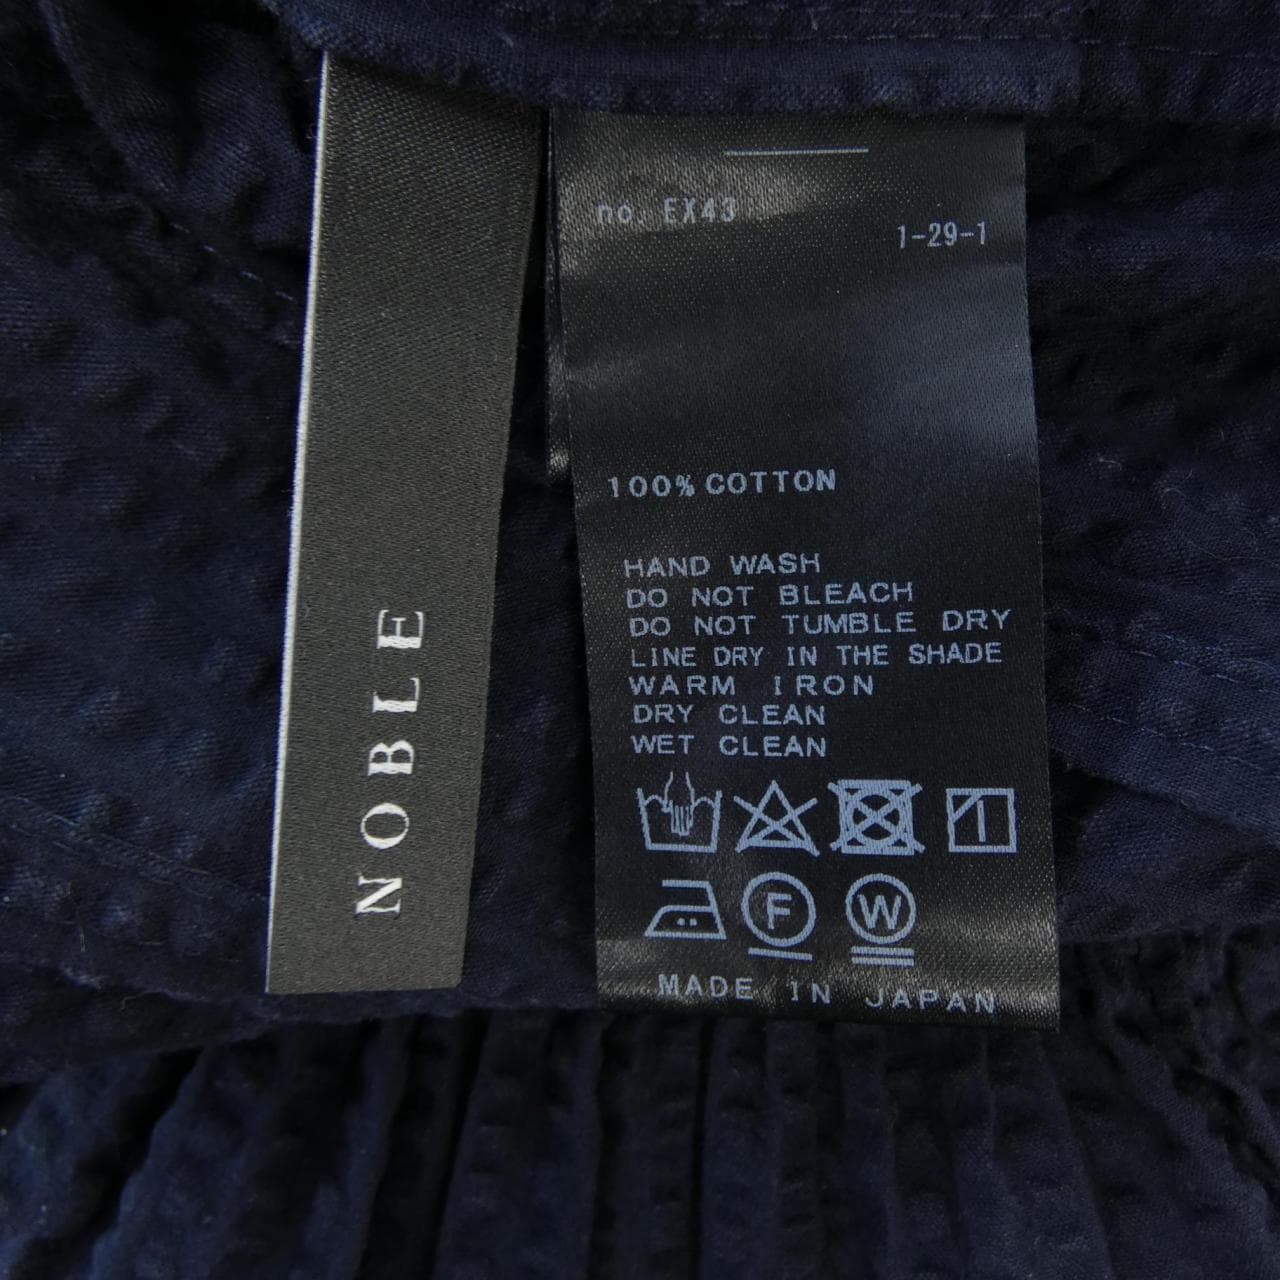 NOBLE
no. EX43
1-29-1
100% COTTON
HAND WASH
DO NOT BLEACH
DO NOT TUMBLE DRY
LINE DRY IN THE SHADE
WARM IRON
DRY CLEAN
WET CLEAN
F W
MADE IN JAPAN